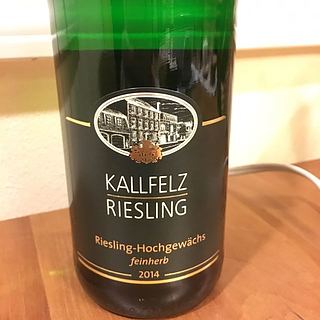 KALLFELZ
RIESLING
Riesling-Hochgewächs
feinherb
2014